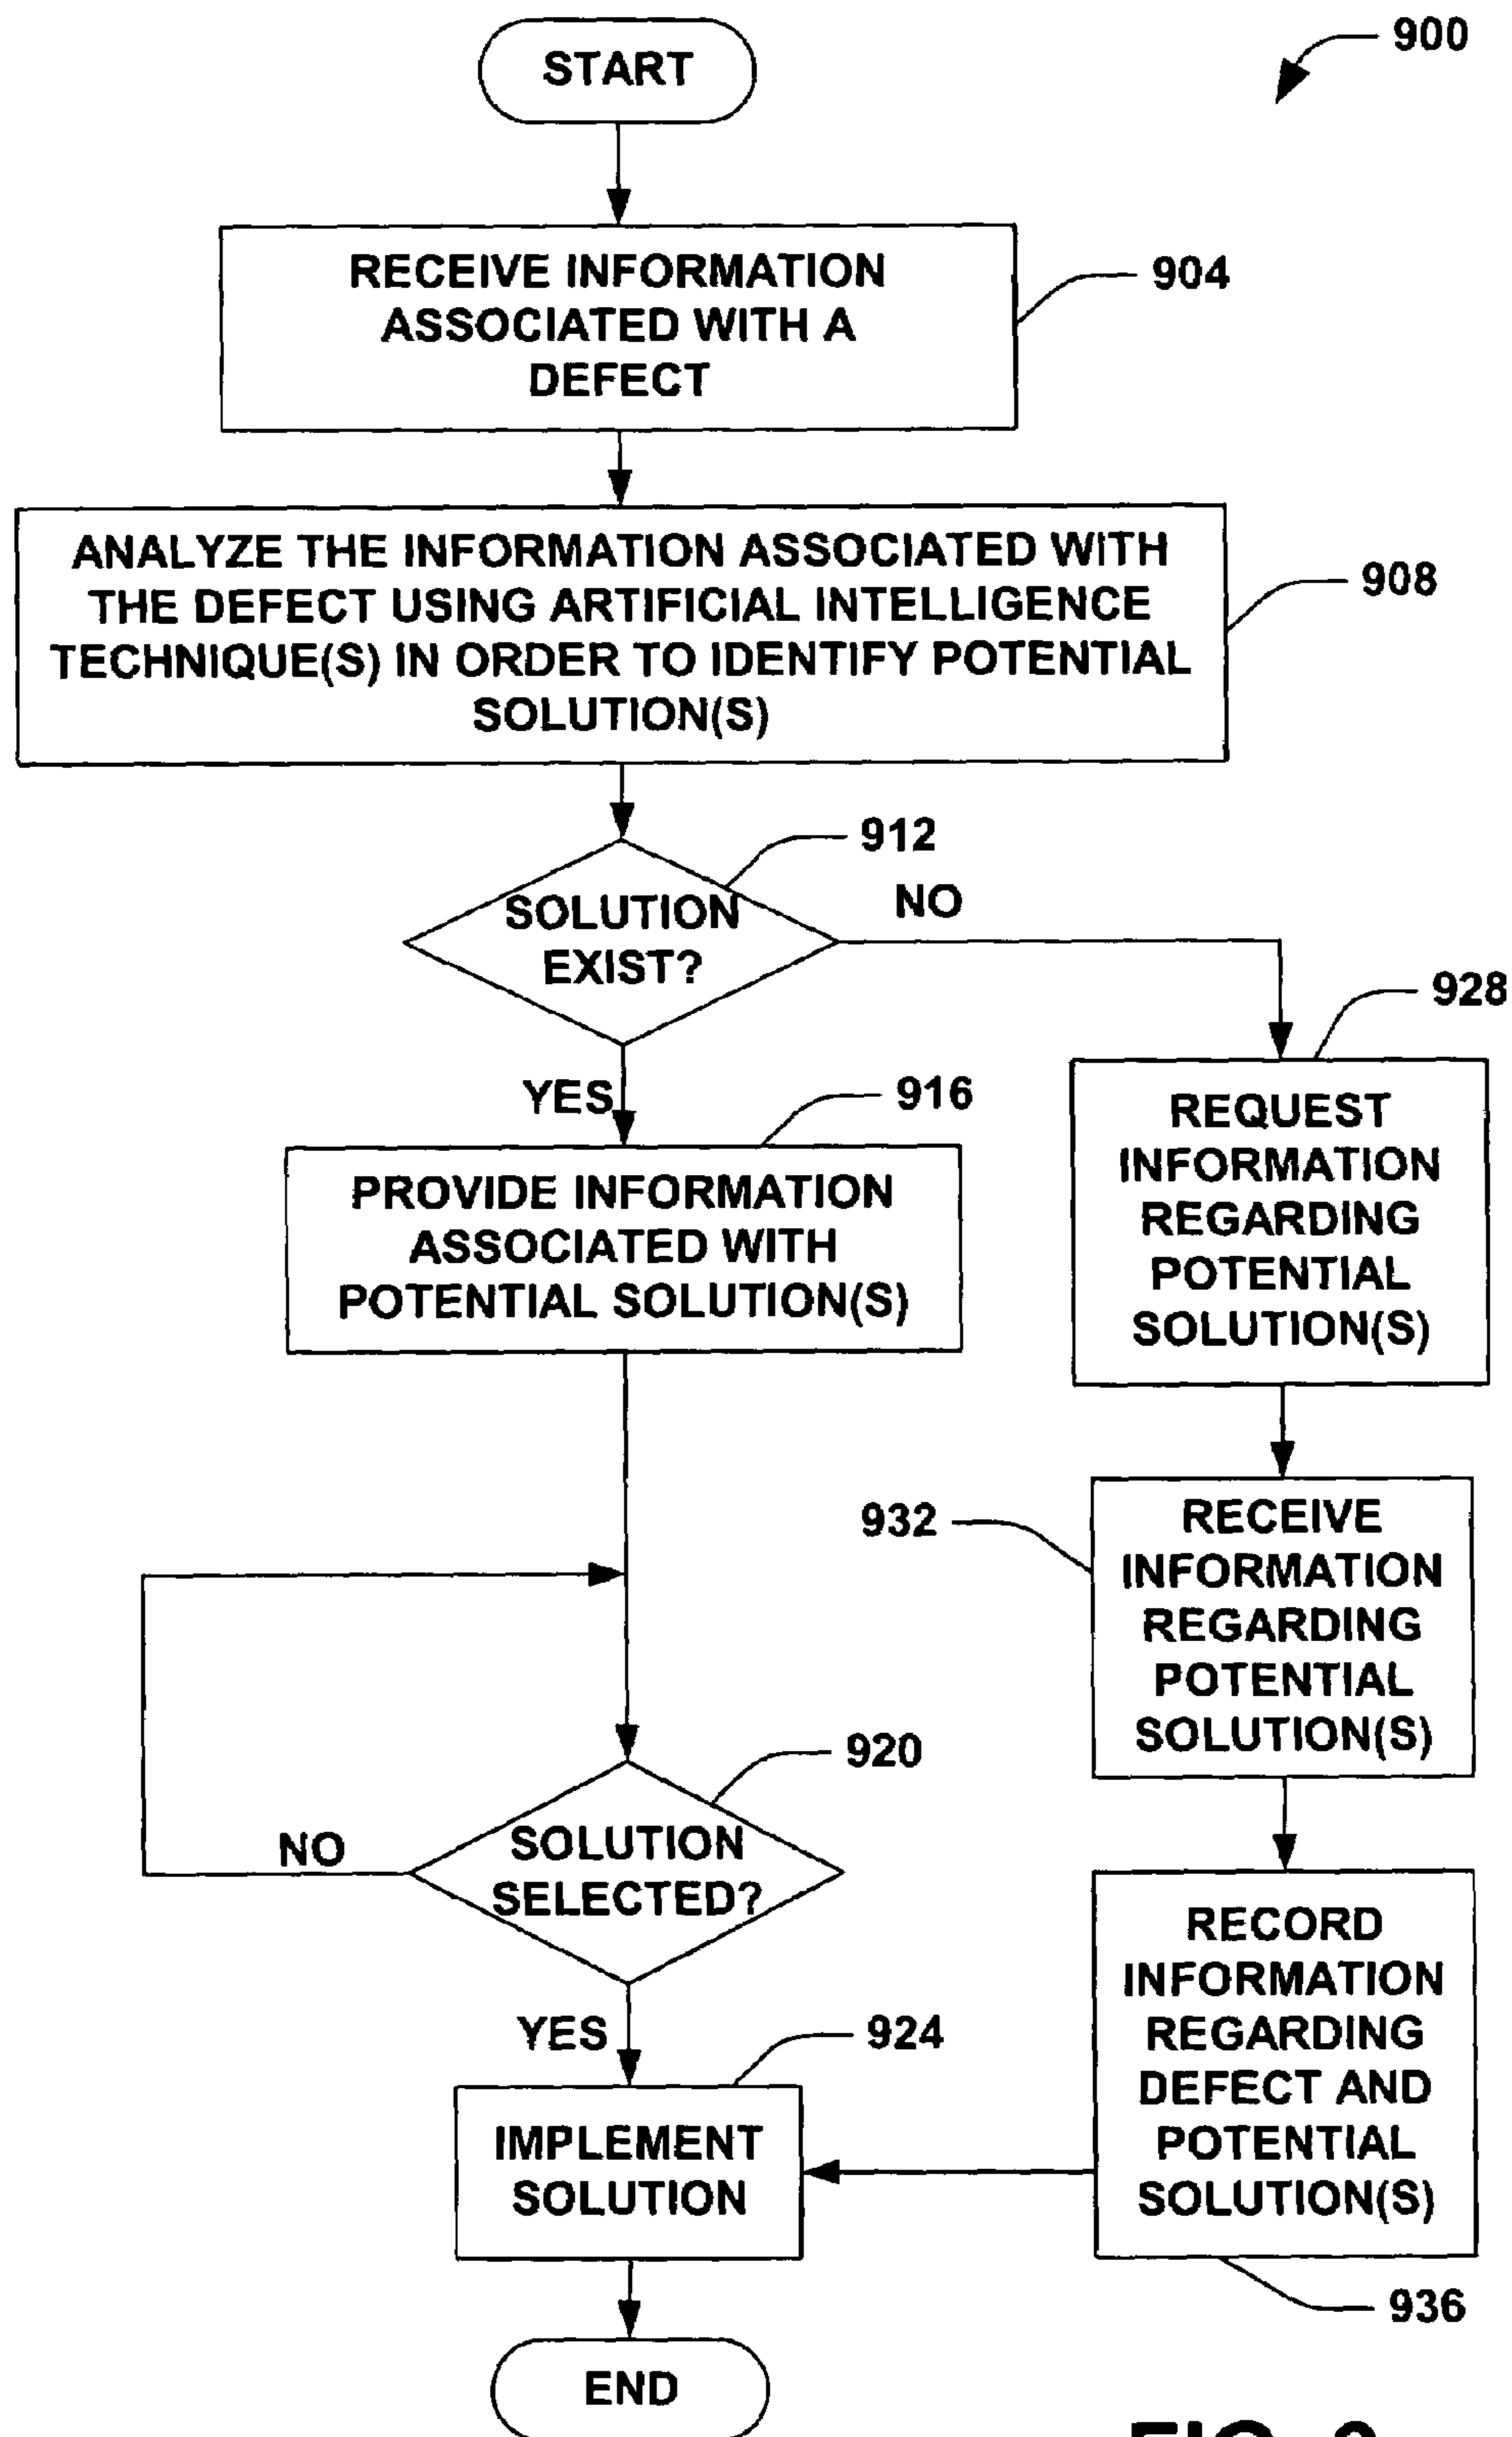 START
900
RECEIVE INFORMATION
ASSOCIATED WITH A
DEFECT
904
ANALYZE THE INFORMATION ASSOCIATED WITH
THE DEFECT USING ARTIFICIAL INTELLIGENCE
TECHNIQUE(S) IN ORDER TO IDENTIFY POTENTIAL
SOLUTION(S)
908
912
SOLUTION
EXIST?
NO
YES
916
PROVIDE INFORMATION
ASSOCIATED WITH
POTENTIAL SOLUTION(S)
928
REQUEST
INFORMATION
REGARDING
POTENTIAL
SOLUTION(S)
932
RECEIVE
INFORMATION
REGARDING
POTENTIAL
SOLUTION(S)
920
SOLUTION
SELECTED?
NO
YES
924
IMPLEMENT
SOLUTION
RECORD
INFORMATION
REGARDING
DEFECT AND
POTENTIAL
SOLUTION(S)
936
END